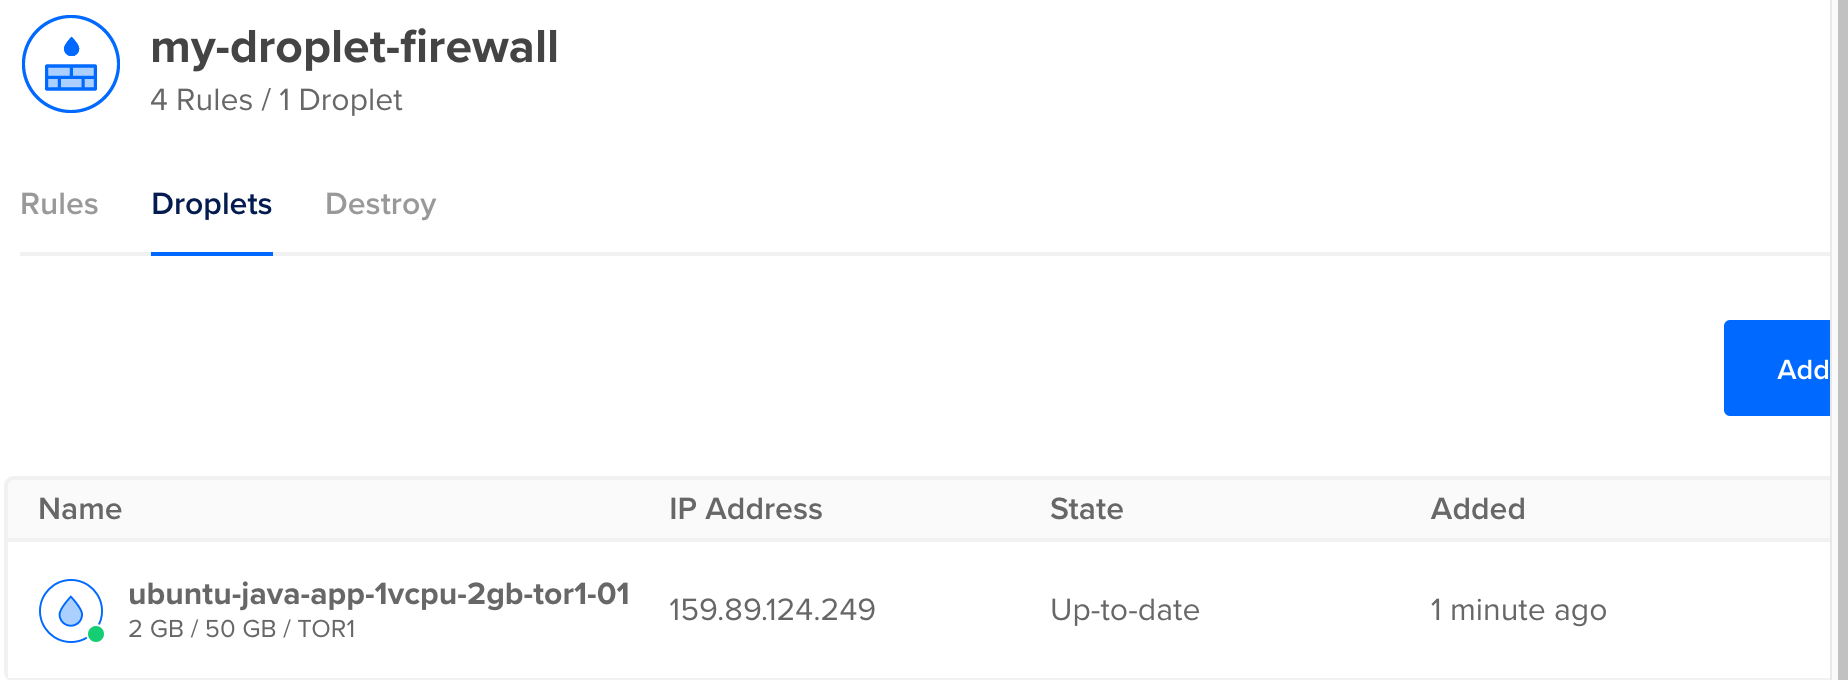 my-droplet-firewall
4 Rules / 1 Droplet
Rules Droplets Destroy
Add
Name IP Address State Added
ubuntu-java-app-1vcpu-2gb-tor1-01 159.89.124.249 Up-to-date 1 minute ago
2 GB / 50 GB / TOR1